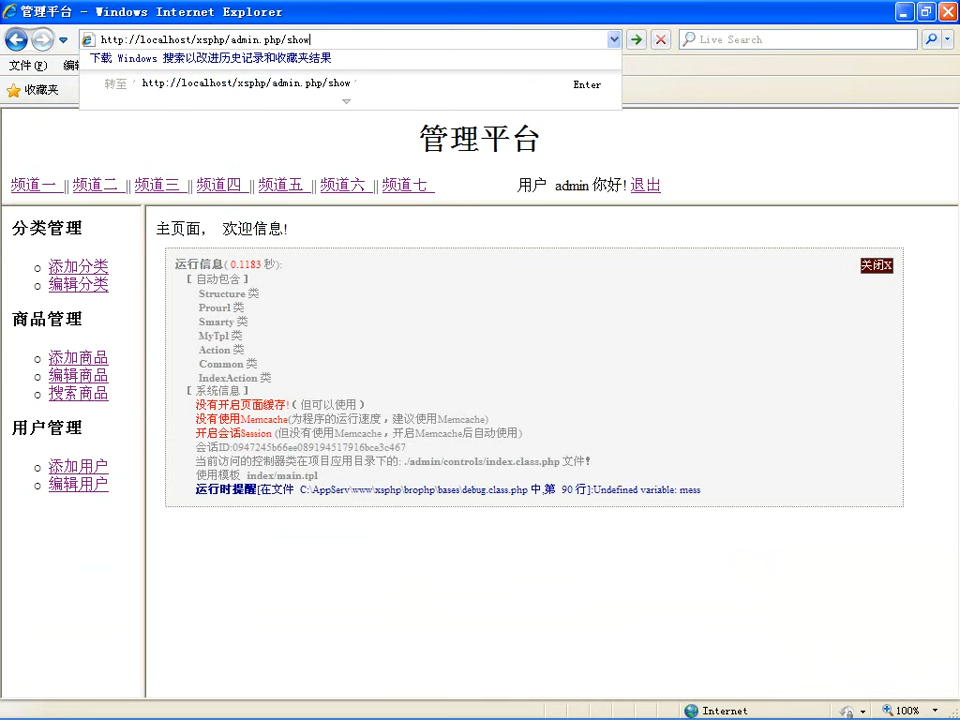 管理平台 - Windows Internet Explorer
http://localhost/xsphp/admin.php/show
Live Search
下载 Windows 搜索以改进历史记录和收藏夹结果
文件(F) 编辑
转至 ' http://localhost/xsphp/admin.php/show '
Enter
收藏夹
管理平台
频道一 || 频道二 || 频道三 || 频道四 || 频道五 || 频道六 || 频道七
用户 admin 你好! 退出
分类管理
添加分类
编辑分类
商品管理
添加商品
编辑商品
搜索商品
用户管理
添加用户
编辑用户
主页面, 欢迎信息!
运行信息( 0.1183 秒):
关闭X
[ 自动包含 ]
Structure 类
Prourl 类
Smarty 类
MyTpl 类
Action 类
Common 类
IndexAction 类
[ 系统信息 ]
没有开启页面缓存!( 但可以使用 )
没有使用Memcache(为程序的运行速度,建议使用Memcache)
开启会话Session (但没有使用Memcache,开启Memcache后自动使用)
会话ID:0947245b66ee089194517916bce3c467
当前访问的控制器类在项目应用目录下的: ./admin/controls/index.class.php 文件!
使用模板 index/main.tpl
运行时提醒[在文件 C:\AppServ\www\xsphp\brophp\bases\debug.class.php 中,第 90 行]:Undefined variable: mess
Internet
100%